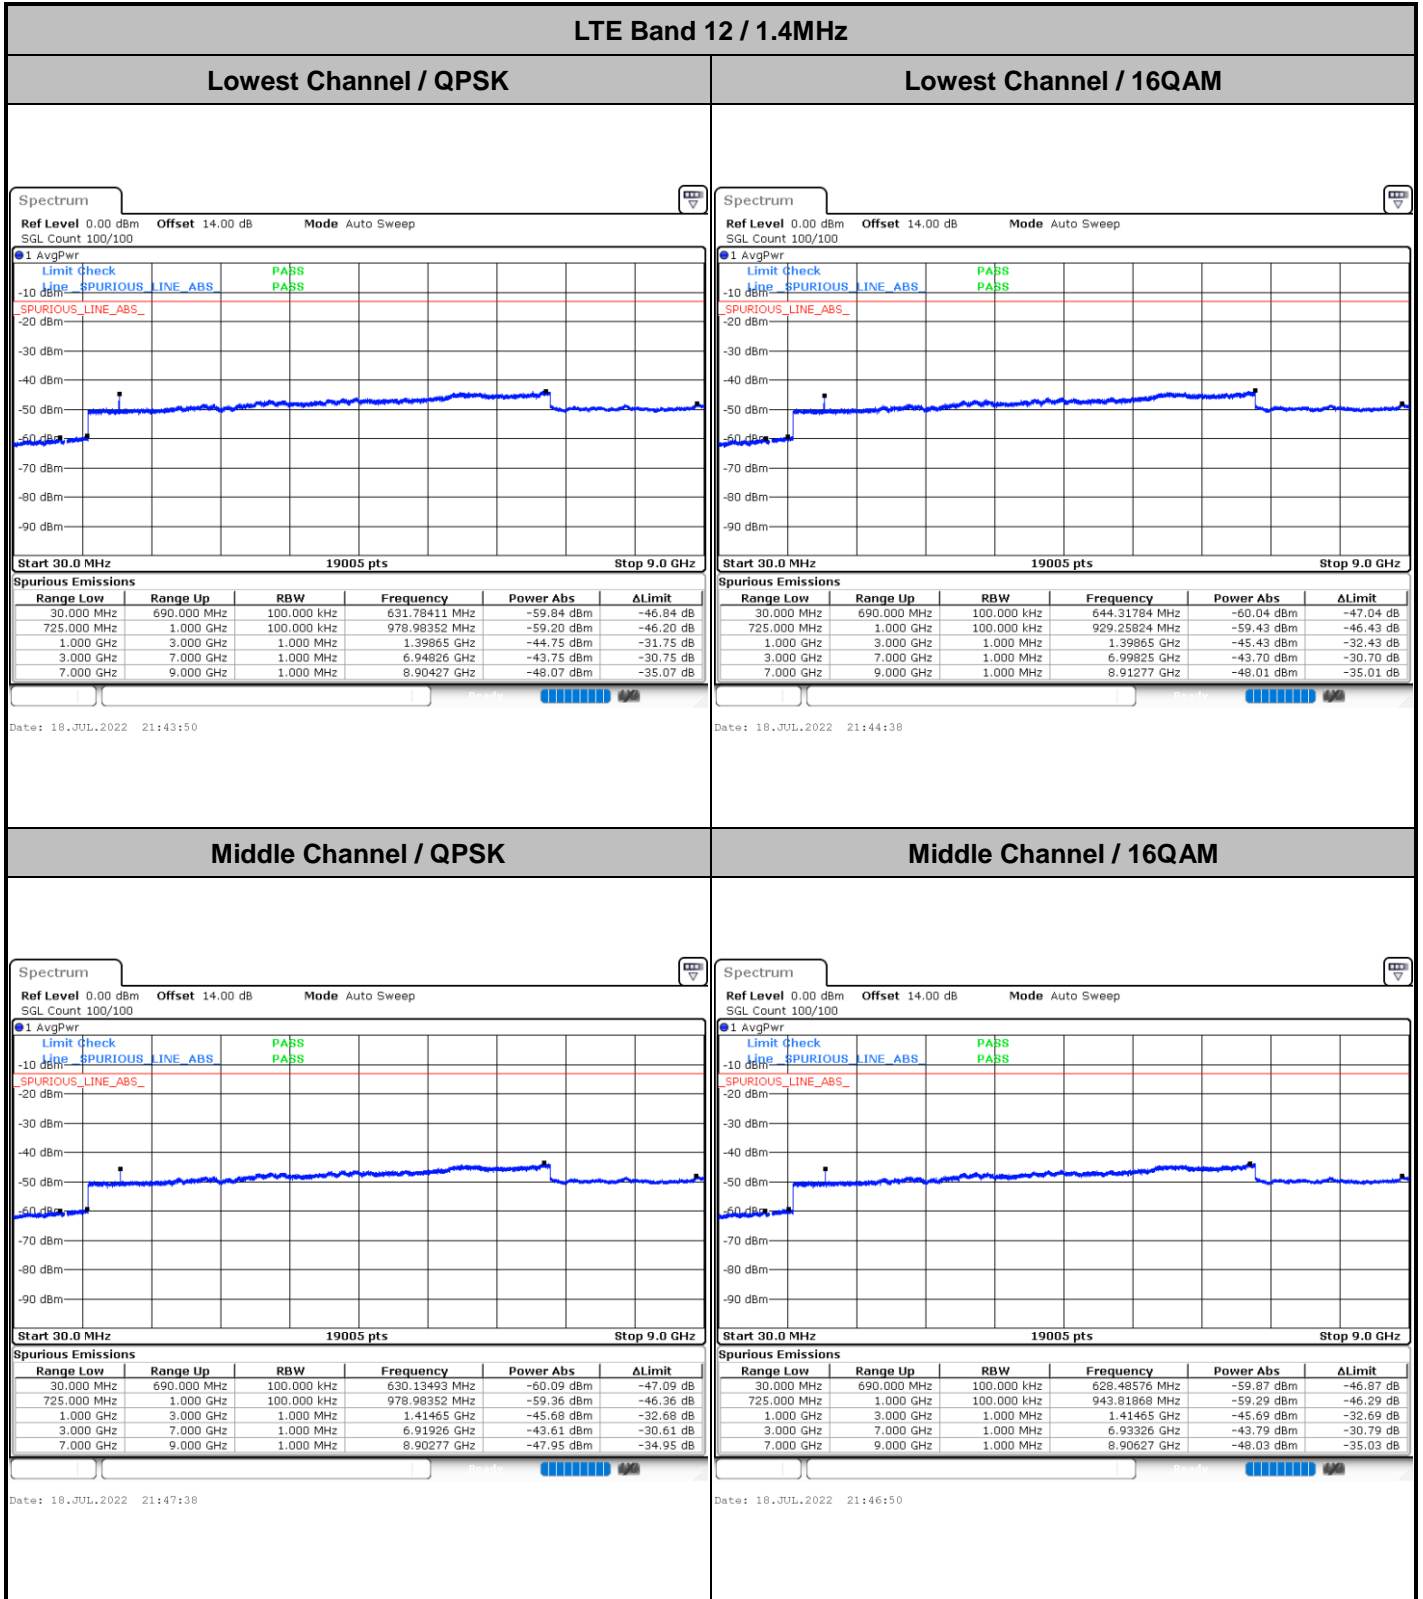 LTE Band 12 / 1.4MHz
Lowest Channel / QPSK
Lowest Channel / 16QAM
Spectrum
Ref Level 0.00 dBm Offset 14.00 dB Mode Auto Sweep
SGL Count 100/100
1 AvgPwr
Limit Check PASS
Line _SPURIOUS_LINE_ABS_ PASS
-10 dBm
_SPURIOUS_LINE_ABS_
-20 dBm
-30 dBm
-40 dBm
-50 dBm
-60 dBm
-70 dBm
-80 dBm
-90 dBm
Start 30.0 MHz 19005 pts Stop 9.0 GHz
Spurious Emissions
Range Low Range Up RBW Frequency Power Abs ΔLimit
30.000 MHz 690.000 MHz 100.000 kHz 631.78411 MHz -59.84 dBm -46.84 dB
725.000 MHz 1.000 GHz 100.000 kHz 978.98352 MHz -59.20 dBm -46.20 dB
1.000 GHz 3.000 GHz 1.000 MHz 1.39865 GHz -44.75 dBm -31.75 dB
3.000 GHz 7.000 GHz 1.000 MHz 6.94826 GHz -43.75 dBm -30.75 dB
7.000 GHz 9.000 GHz 1.000 MHz 8.90427 GHz -48.07 dBm -35.07 dB
Ready
Date: 18.JUL.2022 21:43:50
Spectrum
Ref Level 0.00 dBm Offset 14.00 dB Mode Auto Sweep
SGL Count 100/100
1 AvgPwr
Limit Check PASS
Line _SPURIOUS_LINE_ABS_ PASS
-10 dBm
_SPURIOUS_LINE_ABS_
-20 dBm
-30 dBm
-40 dBm
-50 dBm
-60 dBm
-70 dBm
-80 dBm
-90 dBm
Start 30.0 MHz 19005 pts Stop 9.0 GHz
Spurious Emissions
Range Low Range Up RBW Frequency Power Abs ΔLimit
30.000 MHz 690.000 MHz 100.000 kHz 644.31784 MHz -60.04 dBm -47.04 dB
725.000 MHz 1.000 GHz 100.000 kHz 929.25824 MHz -59.43 dBm -46.43 dB
1.000 GHz 3.000 GHz 1.000 MHz 1.39865 GHz -45.43 dBm -32.43 dB
3.000 GHz 7.000 GHz 1.000 MHz 6.99825 GHz -43.70 dBm -30.70 dB
7.000 GHz 9.000 GHz 1.000 MHz 8.91277 GHz -48.01 dBm -35.01 dB
Ready
Date: 18.JUL.2022 21:44:38
Middle Channel / QPSK
Middle Channel / 16QAM
Spectrum
Ref Level 0.00 dBm Offset 14.00 dB Mode Auto Sweep
SGL Count 100/100
1 AvgPwr
Limit Check PASS
Line _SPURIOUS_LINE_ABS_ PASS
-10 dBm
_SPURIOUS_LINE_ABS_
-20 dBm
-30 dBm
-40 dBm
-50 dBm
-60 dBm
-70 dBm
-80 dBm
-90 dBm
Start 30.0 MHz 19005 pts Stop 9.0 GHz
Spurious Emissions
Range Low Range Up RBW Frequency Power Abs ΔLimit
30.000 MHz 690.000 MHz 100.000 kHz 630.13493 MHz -60.09 dBm -47.09 dB
725.000 MHz 1.000 GHz 100.000 kHz 978.98352 MHz -59.36 dBm -46.36 dB
1.000 GHz 3.000 GHz 1.000 MHz 1.41465 GHz -45.68 dBm -32.68 dB
3.000 GHz 7.000 GHz 1.000 MHz 6.91926 GHz -43.61 dBm -30.61 dB
7.000 GHz 9.000 GHz 1.000 MHz 8.90277 GHz -47.95 dBm -34.95 dB
Ready
Date: 18.JUL.2022 21:47:38
Spectrum
Ref Level 0.00 dBm Offset 14.00 dB Mode Auto Sweep
SGL Count 100/100
1 AvgPwr
Limit Check PASS
Line _SPURIOUS_LINE_ABS_ PASS
-10 dBm
_SPURIOUS_LINE_ABS_
-20 dBm
-30 dBm
-40 dBm
-50 dBm
-60 dBm
-70 dBm
-80 dBm
-90 dBm
Start 30.0 MHz 19005 pts Stop 9.0 GHz
Spurious Emissions
Range Low Range Up RBW Frequency Power Abs ΔLimit
30.000 MHz 690.000 MHz 100.000 kHz 628.48576 MHz -59.87 dBm -46.87 dB
725.000 MHz 1.000 GHz 100.000 kHz 943.81868 MHz -59.29 dBm -46.29 dB
1.000 GHz 3.000 GHz 1.000 MHz 1.41465 GHz -45.69 dBm -32.69 dB
3.000 GHz 7.000 GHz 1.000 MHz 6.93326 GHz -43.79 dBm -30.79 dB
7.000 GHz 9.000 GHz 1.000 MHz 8.90627 GHz -48.03 dBm -35.03 dB
Ready
Date: 18.JUL.2022 21:46:50